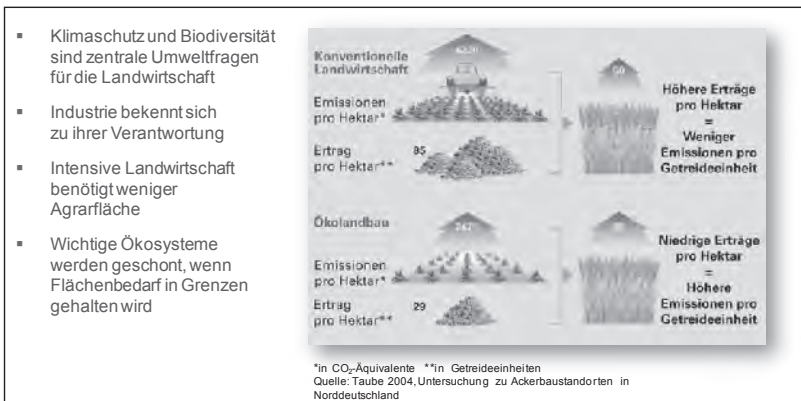 ▪ Klimaschutz und Biodiversität
sind zentrale Umweltfragen
für die Landwirtschaft
▪ Industrie bekennt sich
zu ihrer Verantwortung
▪ Intensive Landwirtschaft
benötigt weniger
Agrarfläche
▪ Wichtige Ökosysteme
werden geschont, wenn
Flächenbedarf in Grenzen
gehalten wird
Konventionelle
Landwirtschaft
Emissionen
pro Hektar*
Ertrag
pro Hektar**
85
Höhere Erträge
pro Hektar
=
Weniger
Emissionen pro
Getreideeinheit
Ökolandbau
Emissionen
pro Hektar*
Ertrag
pro Hektar**
29
Niedrige Erträge
pro Hektar
=
Höhere
Emissionen pro
Getreideeinheit
*in CO₂-Äquivalente **in Getreideeinheiten
Quelle: Taube 2004, Untersuchung zu Ackerbaustandorten in
Norddeutschland